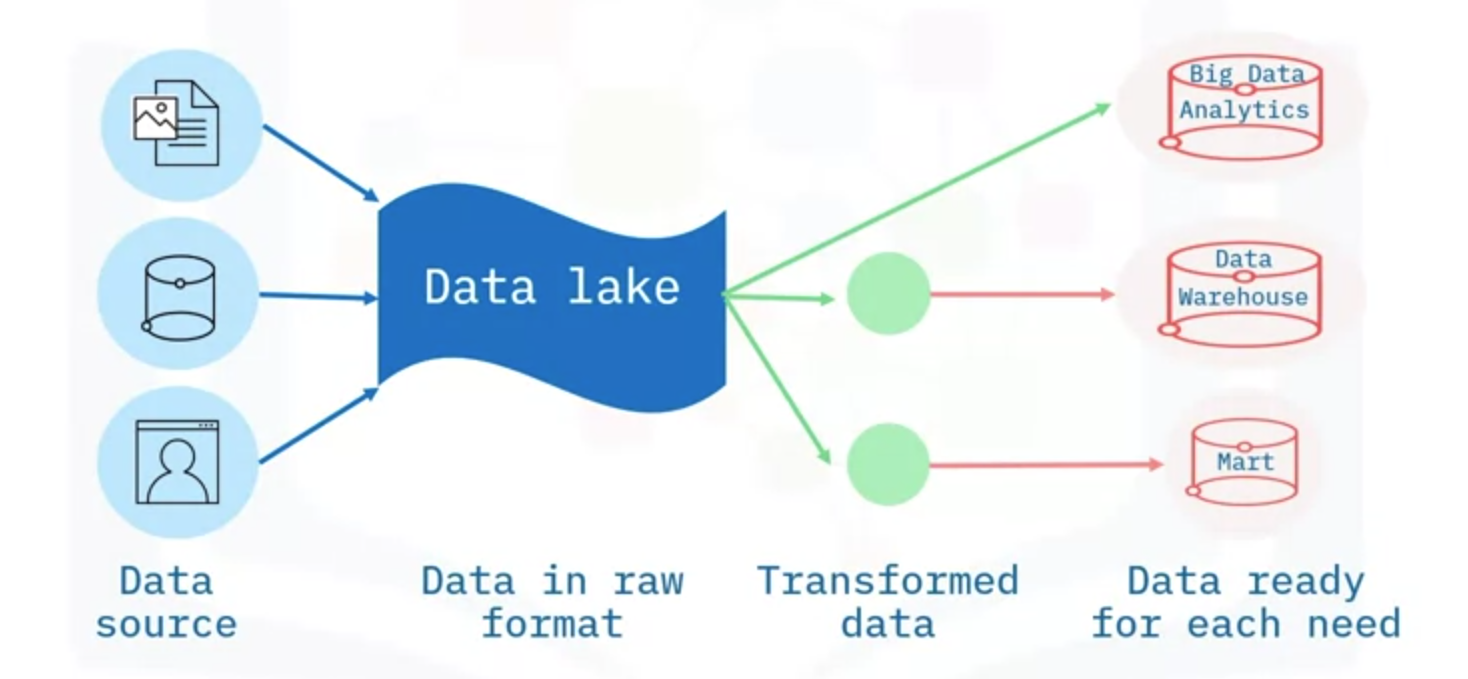 Big Data
Analytics
Data lake
Data
Warehouse
Mart
Data
source
Data in raw
format
Transformed
data
Data ready
for each need